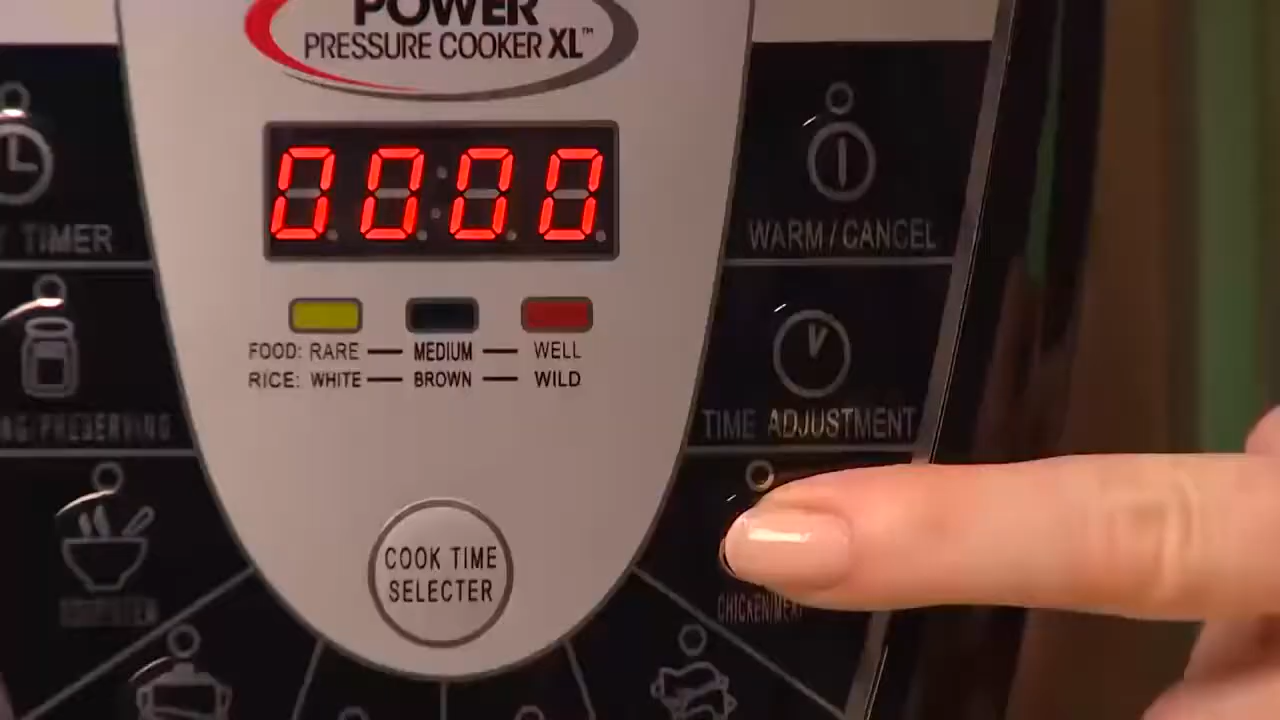 POWER
PRESSURE COOKER XL™
0000
TIMER
WARM/CANCEL
FOOD: RARE — MEDIUM — WELL
RICE: WHITE — BROWN — WILD
TIME ADJUSTMENT
PRESERVING
COOK TIME
SELECTER
CHICKEN/MEAT